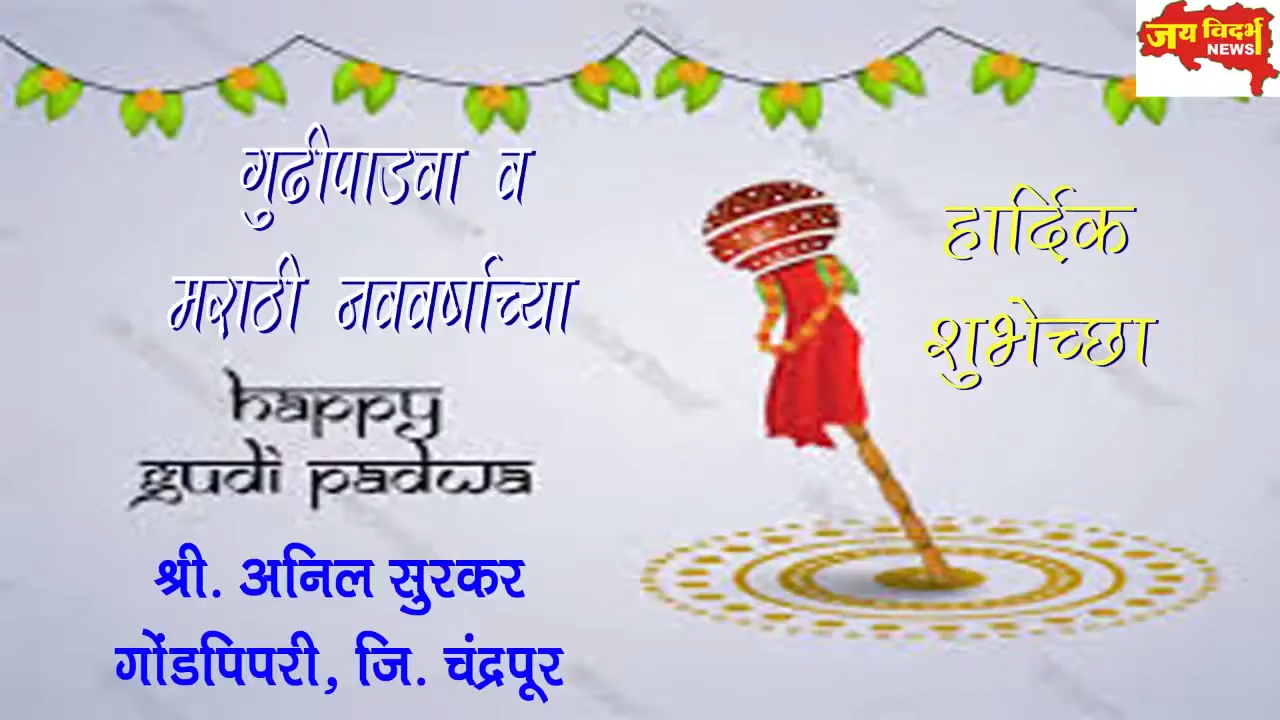 जय विदर्भ
NEWS
गुढीपाडवा व
मराठी नववर्षाच्या
हार्दिक
शुभेच्छा
happy
gudi padwa
श्री. अनिल सुरकर
गोंडपिपरी, जि. चंद्रपूर